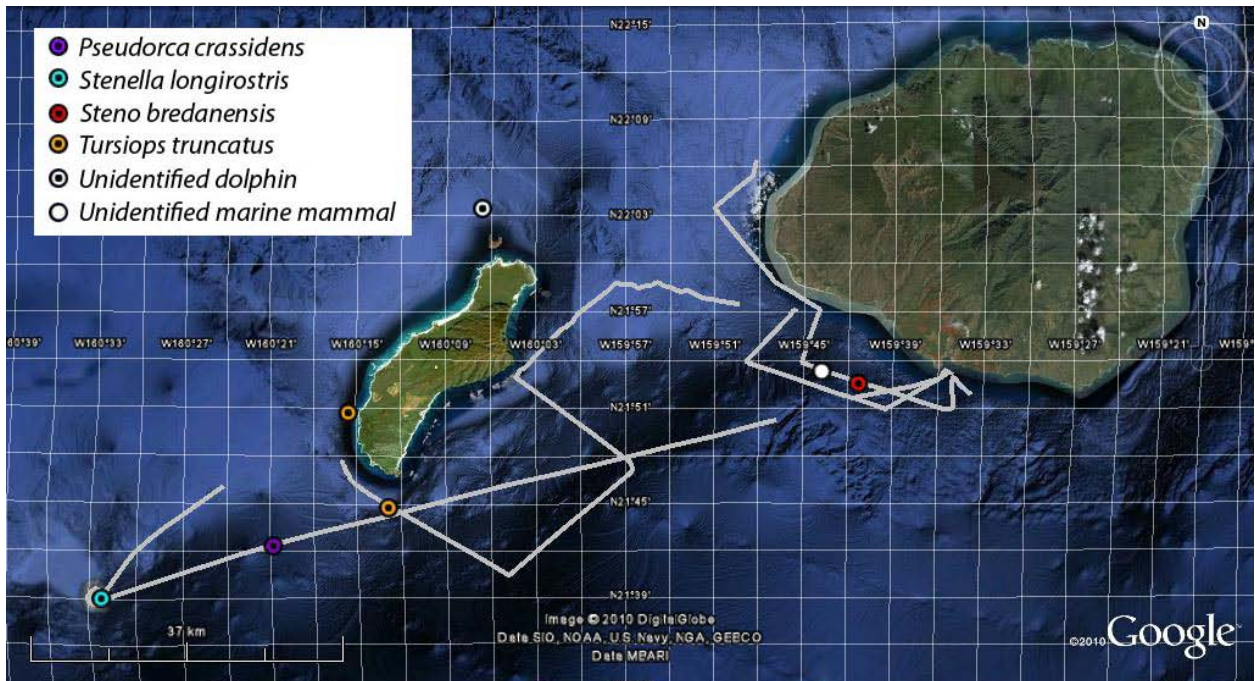 Pseudorca crassidens
Stenella longirostris
Steno bredanensis
Tursiops truncatus
Unidentified dolphin
Unidentified marine mammal
N22°15'
N
N22°09'
N22°03'
N21°57'
W160°33' W160°27' W160°21' W160°15' W160°09' W160°03' W159°57' W159°51' W159°45' W159°39' W159°33' W159°27' W159°21' W159°15'
N21°51'
N21°45'
N21°39'
37 km
Image © 2010 DigitalGlobe
Data SIO, NOAA, U.S. Navy, NGA, GEBCO
Data MBARI
©2010 Google